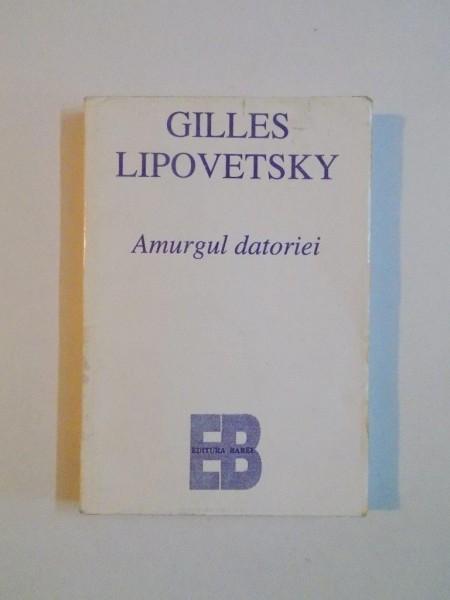 GILLES
LIPOVETSKY
Amurgul datoriei
EB
EDITURA BABEL